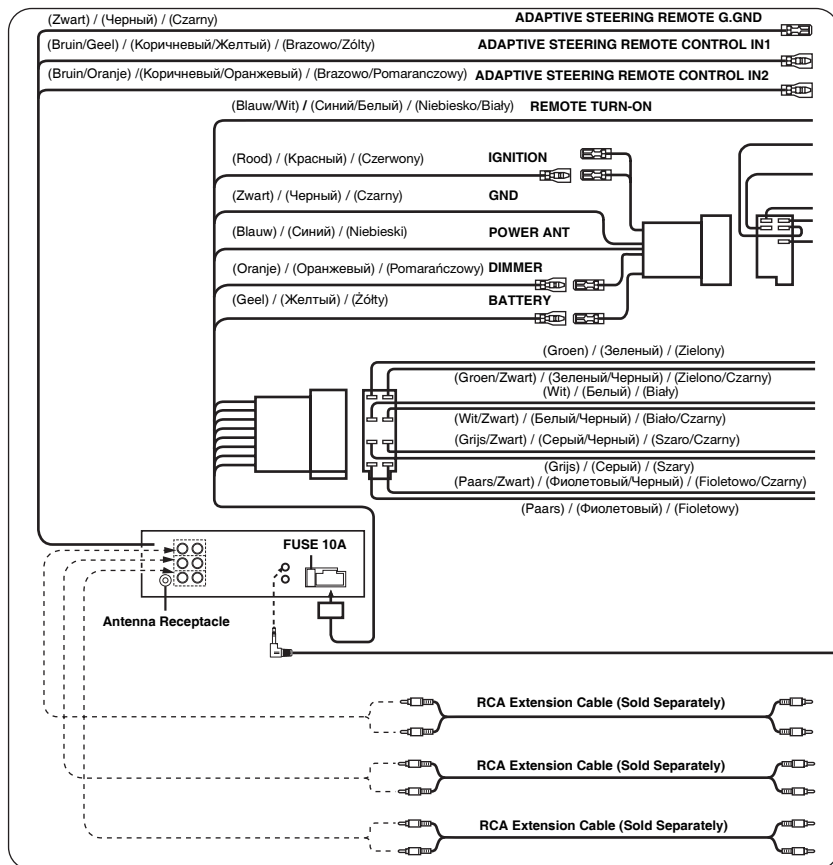 (Zwart) / (Черный) / (Czarny) ADAPTIVE STEERING REMOTE G.GND
(Bruin/Geel) / (Коричневый/Желтый) / (Brazowo/Zólty) ADAPTIVE STEERING REMOTE CONTROL IN1
(Bruin/Oranje) /(Коричневый/Оранжевый) / (Brazowo/Pomaranczowy) ADAPTIVE STEERING REMOTE CONTROL IN2
(Blauw/Wit) / (Синий/Белый) / (Niebiesko/Biały) REMOTE TURN-ON
(Rood) / (Красный) / (Czerwony) IGNITION
(Zwart) / (Черный) / (Czarny) GND
(Blauw) / (Синий) / (Niebieski) POWER ANT
(Oranje) / (Оранжевый) / (Pomarańczowy) DIMMER
(Geel) / (Желтый) / (Żółty) BATTERY
(Groen) / (Зеленый) / (Zielony)
(Groen/Zwart) / (Зеленый/Черный) / (Zielono/Czarny)
(Wit) / (Белый) / (Biały)
(Wit/Zwart) / (Белый/Черный) / (Biało/Czarny)
(Grijs/Zwart) / (Серый/Черный) / (Szaro/Czarny)
(Grijs) / (Серый) / (Szary)
(Paars/Zwart) / (Фиолетовый/Черный) / (Fioletowo/Czarny)
(Paars) / (Фиолетовый) / (Fioletowy)
FUSE 10A
Antenna Receptacle
RCA Extension Cable (Sold Separately)
RCA Extension Cable (Sold Separately)
RCA Extension Cable (Sold Separately)